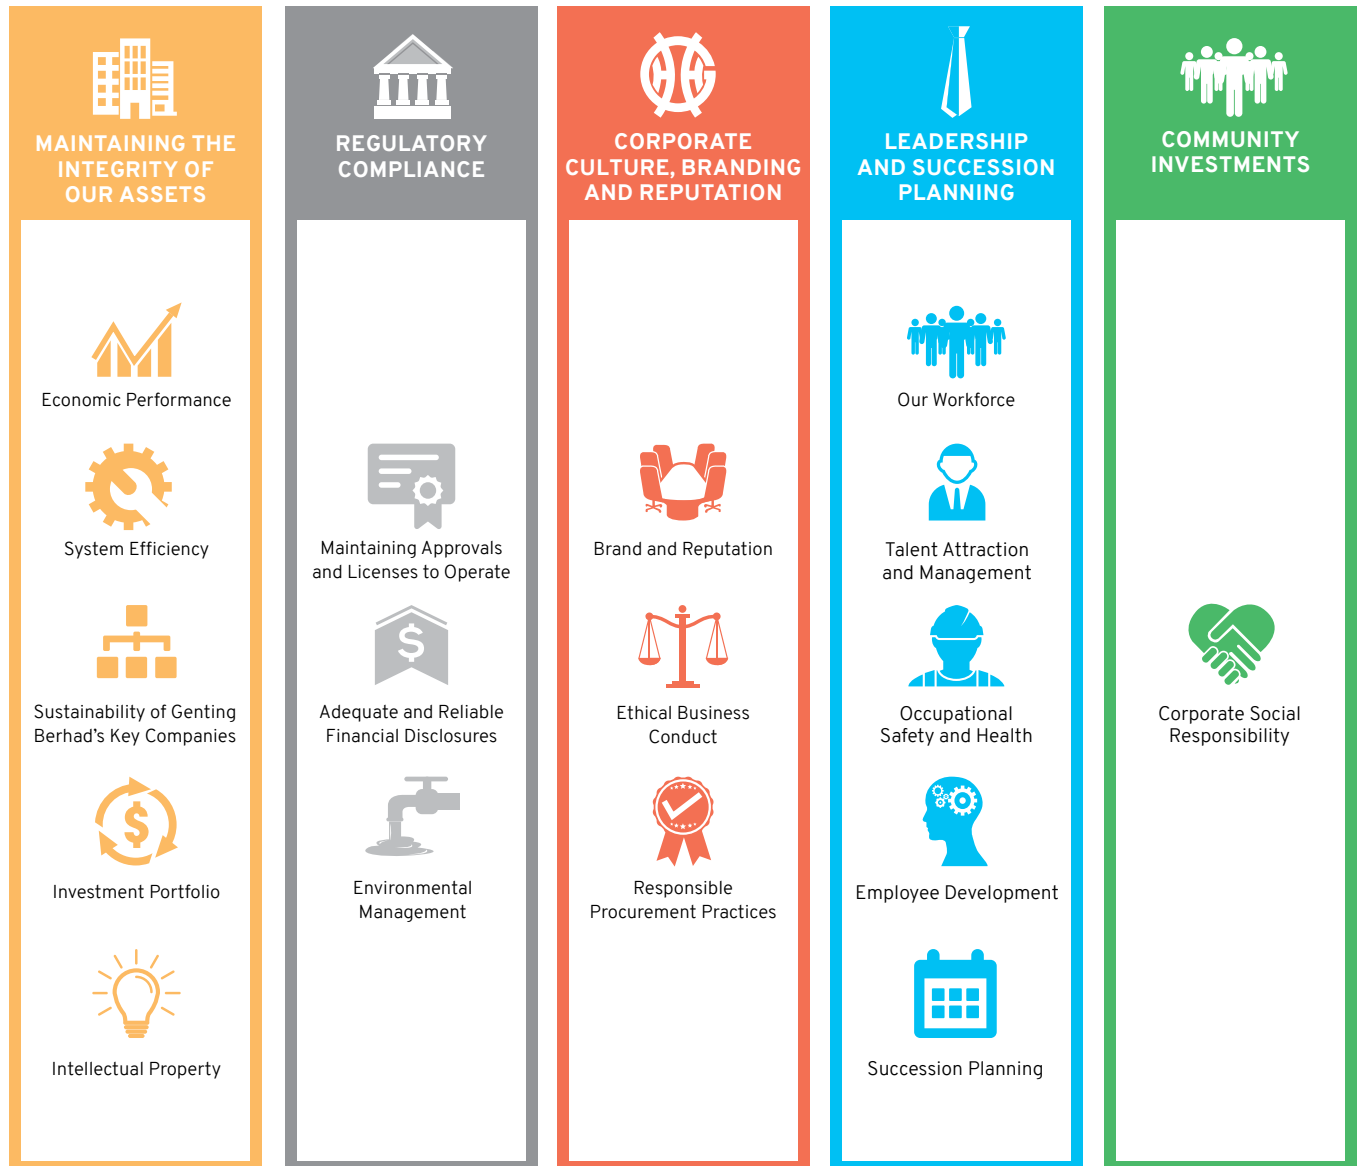 MAINTAINING THE
INTEGRITY OF
OUR ASSETS
Economic Performance
System Efficiency
Sustainability of Genting
Berhad's Key Companies
$
Investment Portfolio
Intellectual Property
REGULATORY
COMPLIANCE
Maintaining Approvals
and Licenses to Operate
$
Adequate and Reliable
Financial Disclosures
Environmental
Management
CORPORATE
CULTURE, BRANDING
AND REPUTATION
Brand and Reputation
Ethical Business
Conduct
Responsible
Procurement Practices
LEADERSHIP
AND SUCCESSION
PLANNING
Our Workforce
Talent Attraction
and Management
Occupational
Safety and Health
Employee Development
Succession Planning
COMMUNITY
INVESTMENTS
Corporate Social
Responsibility